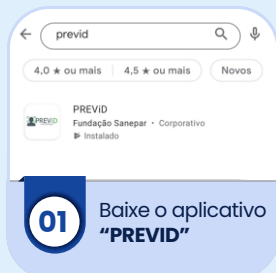 previd
4,0 ★ ou mais 4,5 ★ ou mais Novos
PREVID
PREViD
Fundação Sanepar • Corporativo
Instalado
01
Baixe o aplicativo
“PREVID”